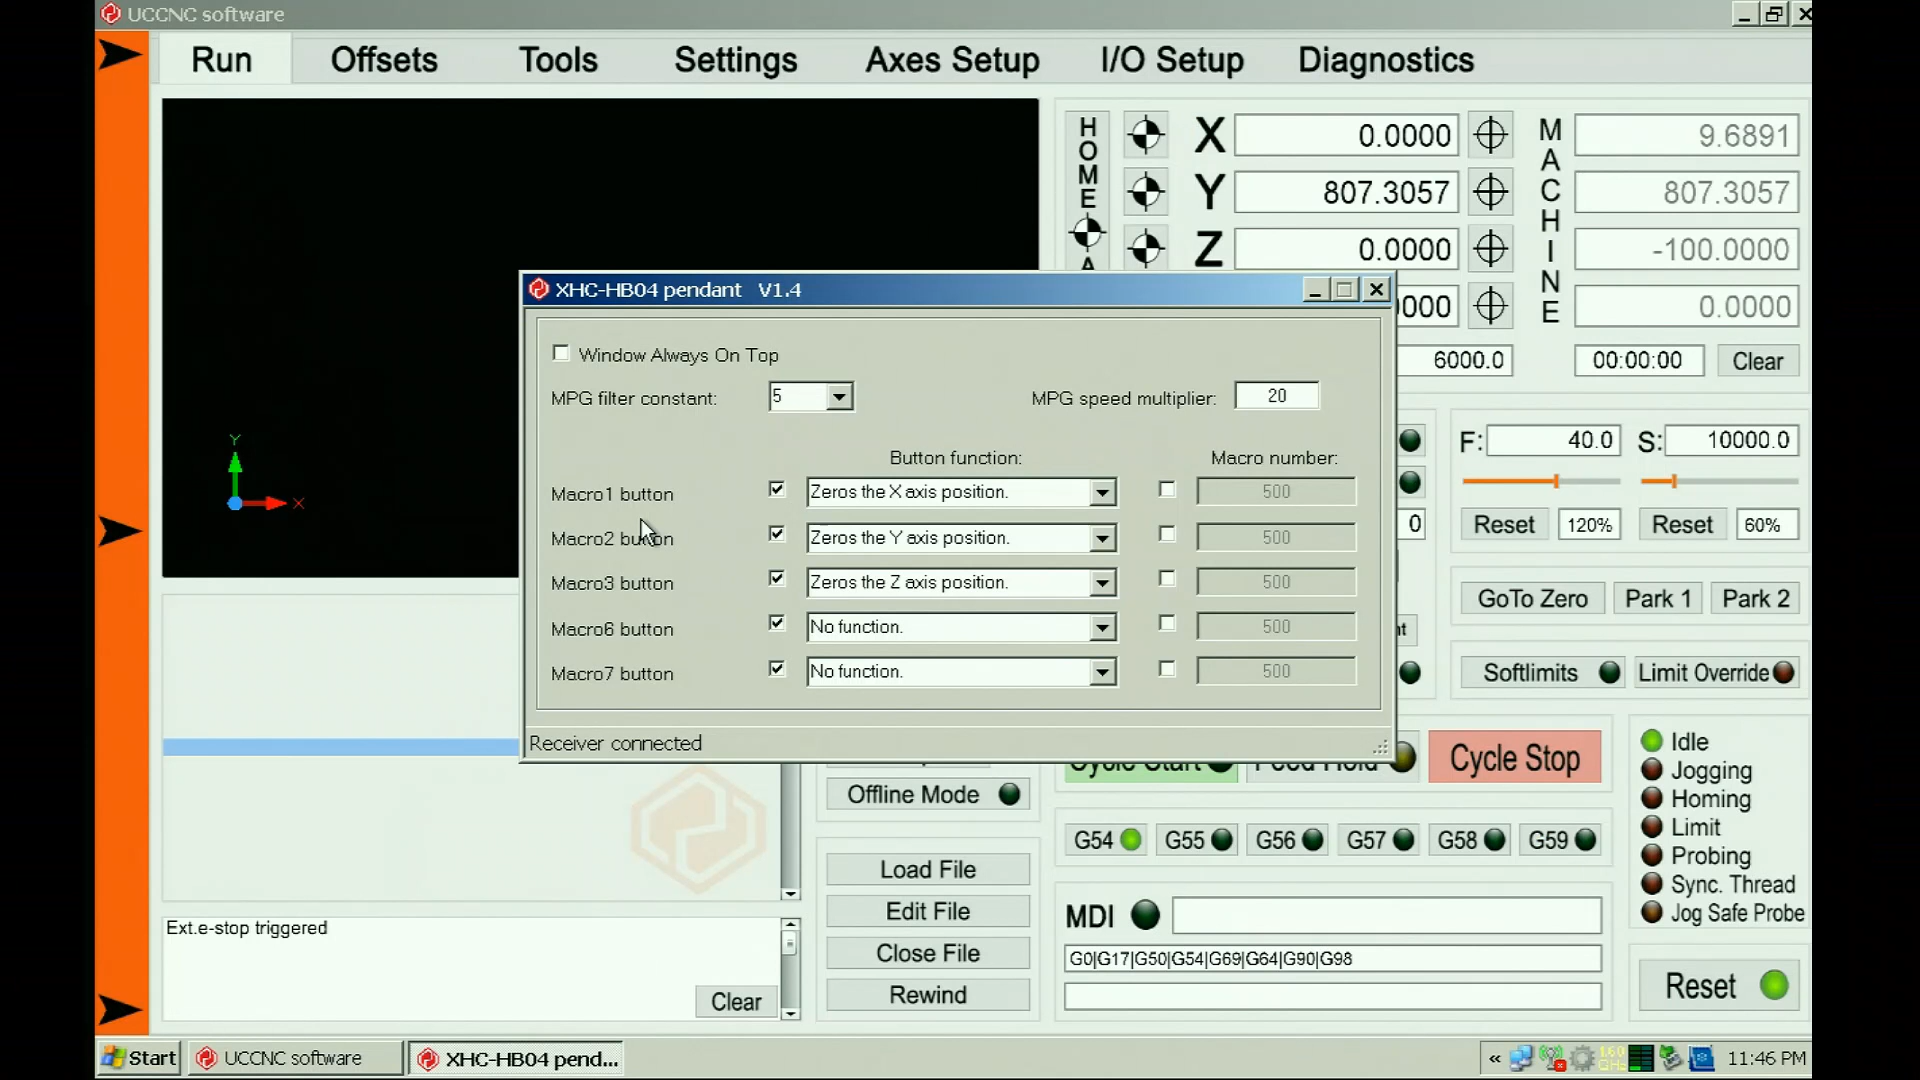 UCCNC software
Run Offsets Tools Settings Axes Setup I/O Setup Diagnostics
HOME
X 0.0000
Y 807.3057
Z 0.0000
MACHINE
9.6891
807.3057
-100.0000
0.0000
6000.0 00:00:00 Clear
XHC-HB04 pendant V1.4
Window Always On Top
MPG filter constant: 5 MPG speed multiplier: 20
Button function: Macro number:
Macro1 button Zeros the X axis position. 500
Macro2 button Zeros the Y axis position. 500
Macro3 button Zeros the Z axis position. 500
Macro6 button No function. 500
Macro7 button No function. 500
Receiver connected
Y
X
F: 40.0 S: 10000.0
0 Reset 120% Reset 60%
GoTo Zero Park 1 Park 2
Softlimits Limit Override
Cycle Start Feed Hold Cycle Stop
Offline Mode
Idle
Jogging
Homing
Limit
Probing
Sync. Thread
Jog Safe Probe
G54 G55 G56 G57 G58 G59
Load File
Edit File
Close File
Rewind
MDI
G0|G17|G50|G54|G69|G64|G90|G98
Reset
Ext.e-stop triggered
Clear
Start UCCNC software XHC-HB04 pend... « 11:46 PM